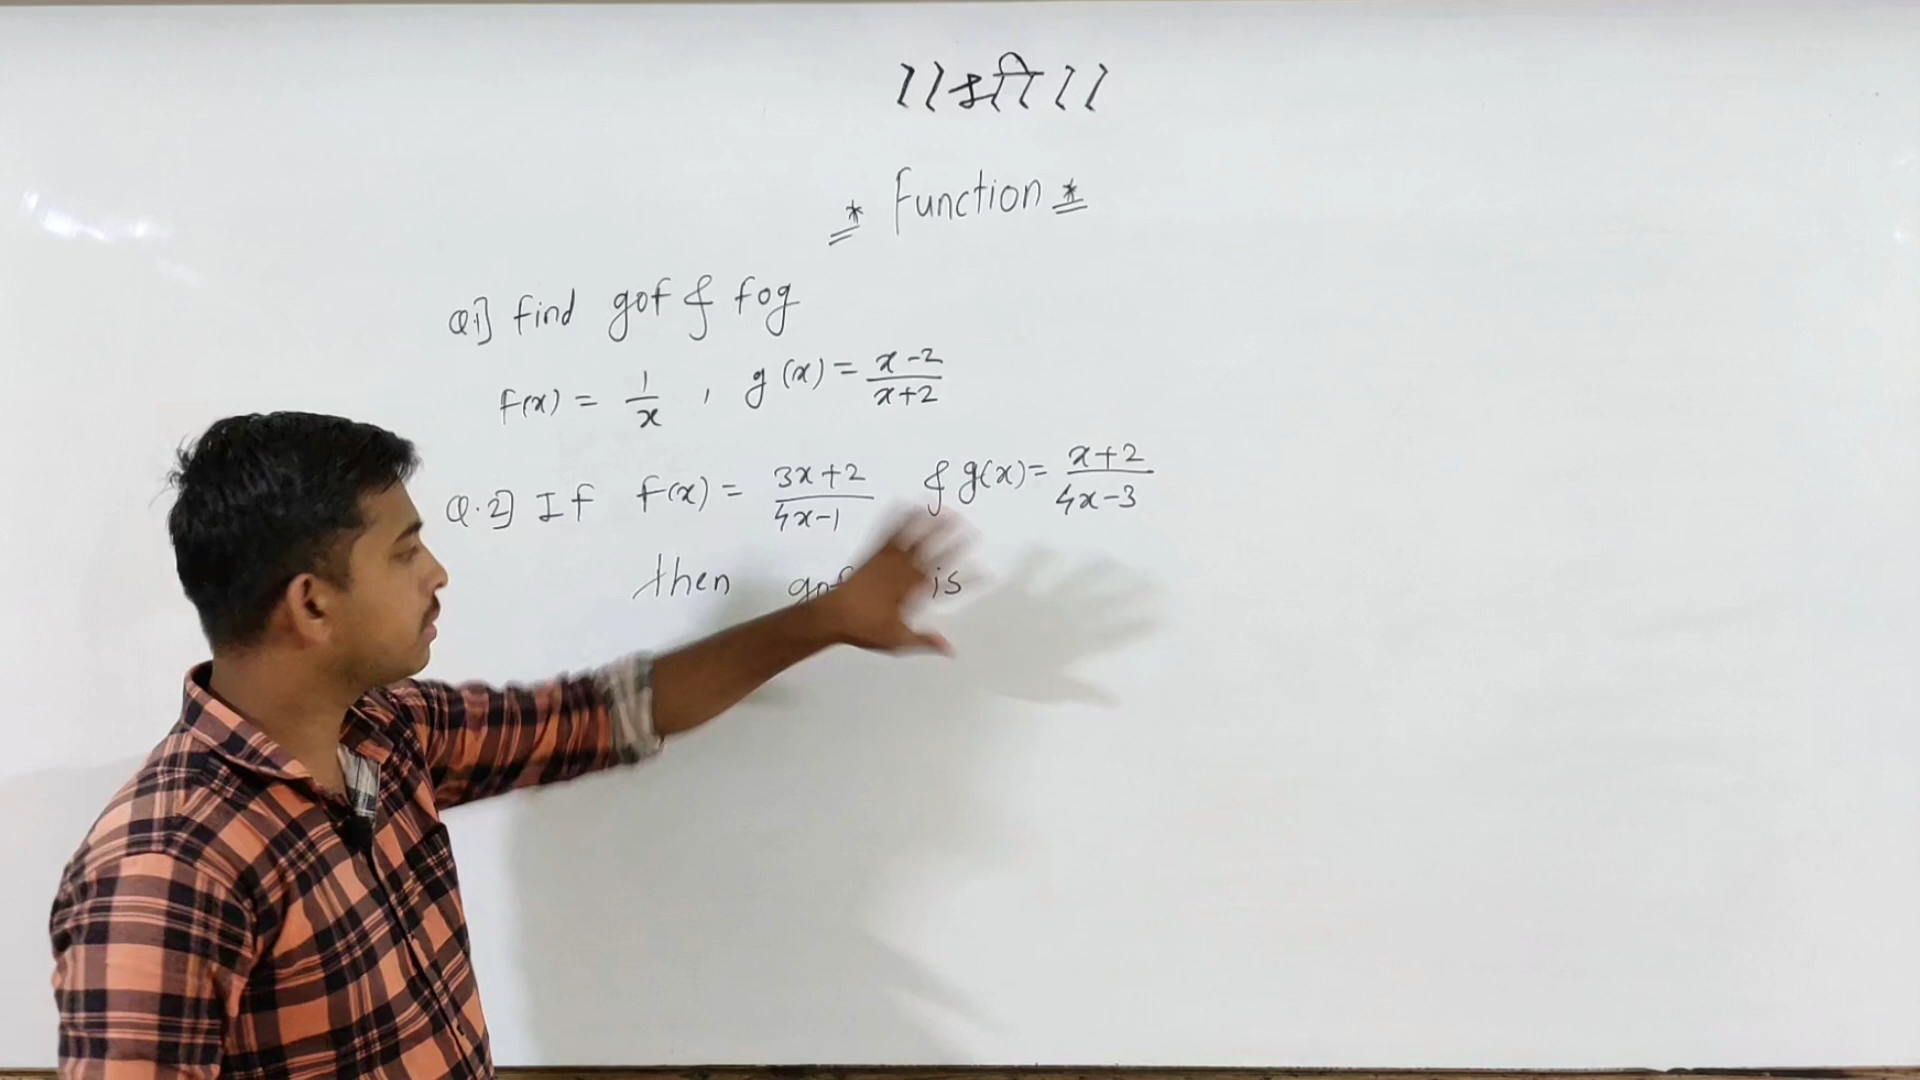 ।। श्री ।।
* Function *
Q.1] find gof & fog
f(x) = 1/x , g(x) = x-2/x+2
Q.2] If f(x) = 3x+2/4x-1 & g(x) = x+2/4x-3
then gof is